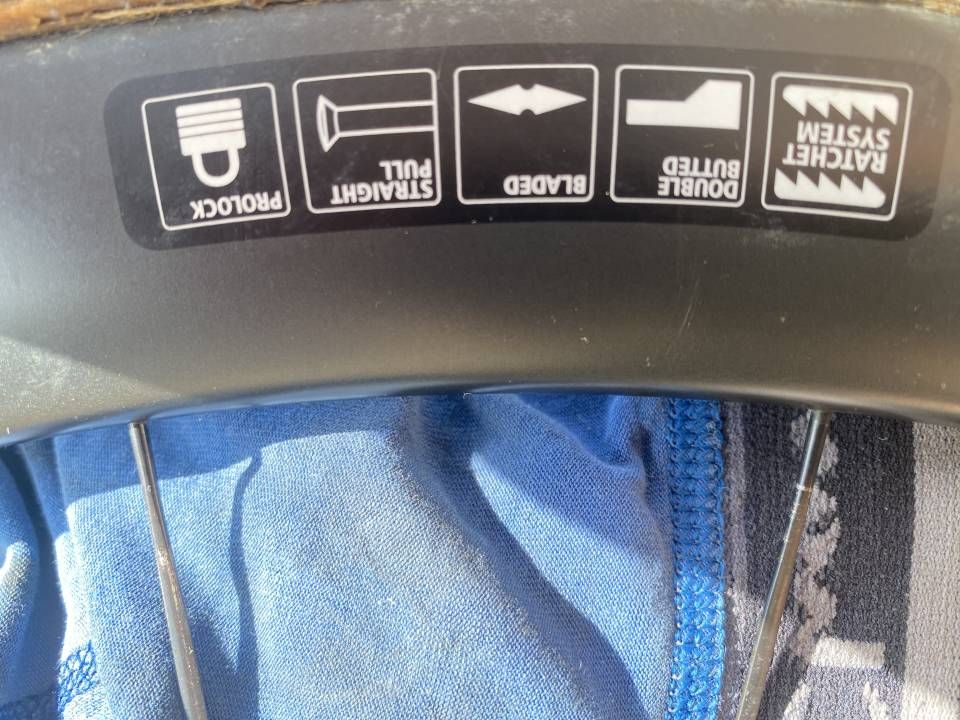 RATCHET
SYSTEM
DOUBLE
BUTTED
BLADED
STRAIGHT
PULL
PROLOCK